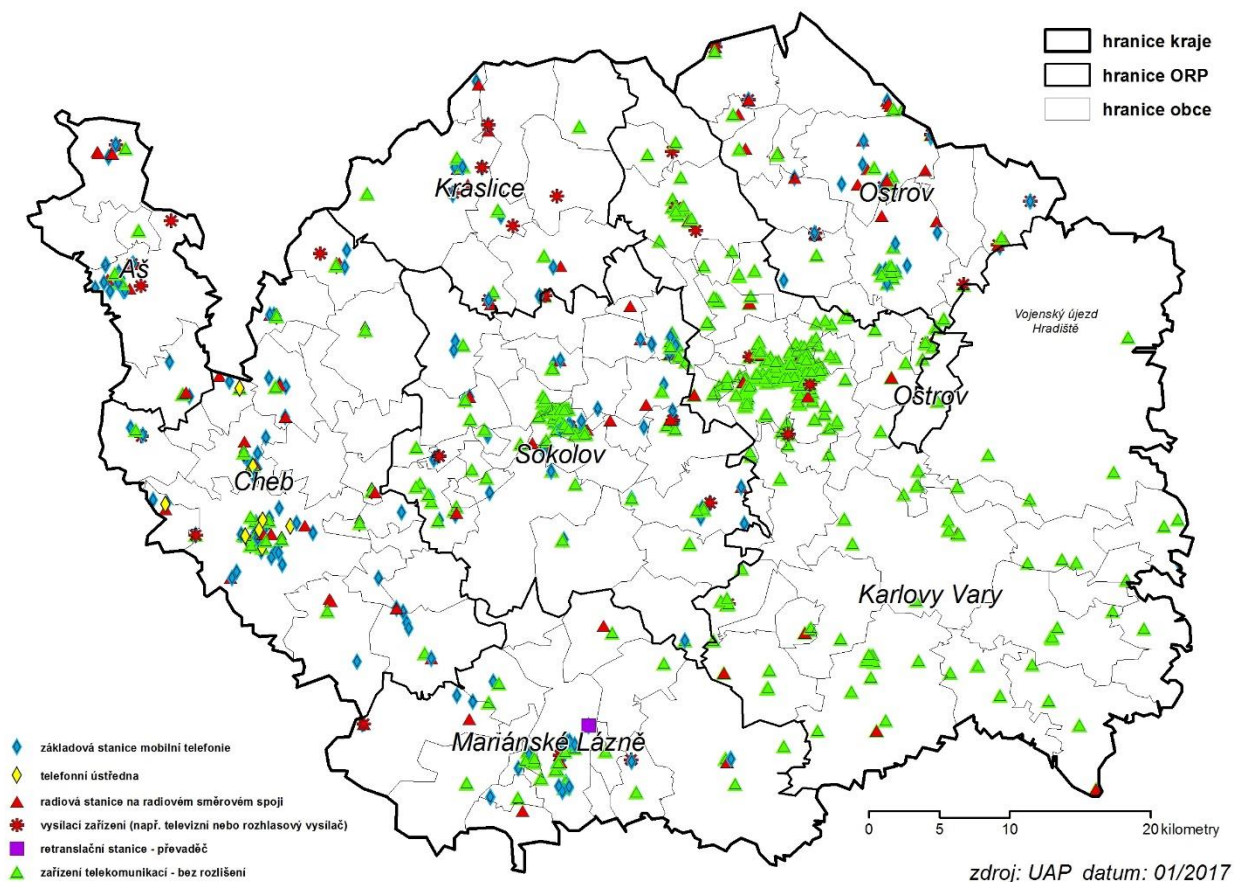 hranice kraje
hranice ORP
hranice obce
Kraslice
Ostrov
Aš
Vojenský újezd
Hradiště
Ostrov
Sokolov
Cheb
Karlovy Vary
Mariánské Lázně
základová stanice mobilní telefonie
telefonní ústředna
radiová stanice na radiovém směrovém spoji
vysílací zařízení (např. televizní nebo rozhlasový vysílač)
retranslační stanice - převaděč
zařízení telekomunikací - bez rozlišení
0 5 10 20 kilometry
zdroj: UAP datum: 01/2017